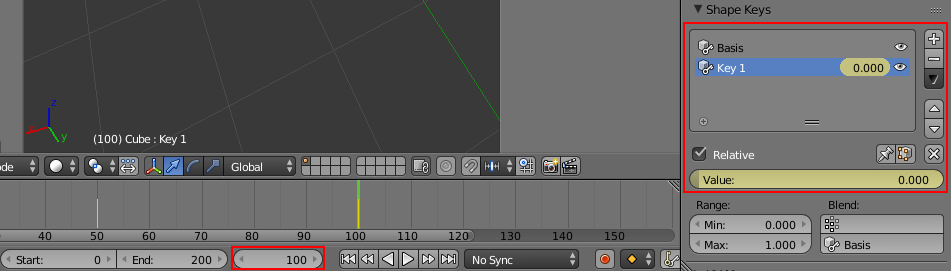 Shape Keys
Basis
Key 1 0.000
z
y
(100) Cube : Key 1
Relative
Value: 0.000
de Global
Range: Blend:
Min: 0.000
Max: 1.000 Basis
40 50 60 70 80 90 100 110 120 130 140 150
Start: 0 End: 200 100 No Sync